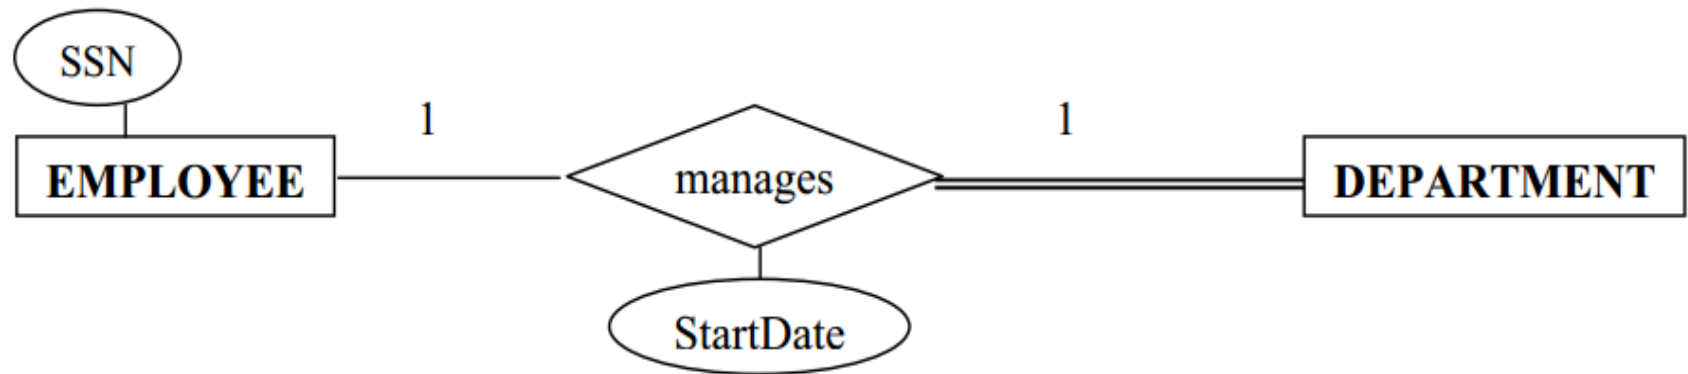 SSN
1
1
EMPLOYEE
manages
DEPARTMENT
StartDate